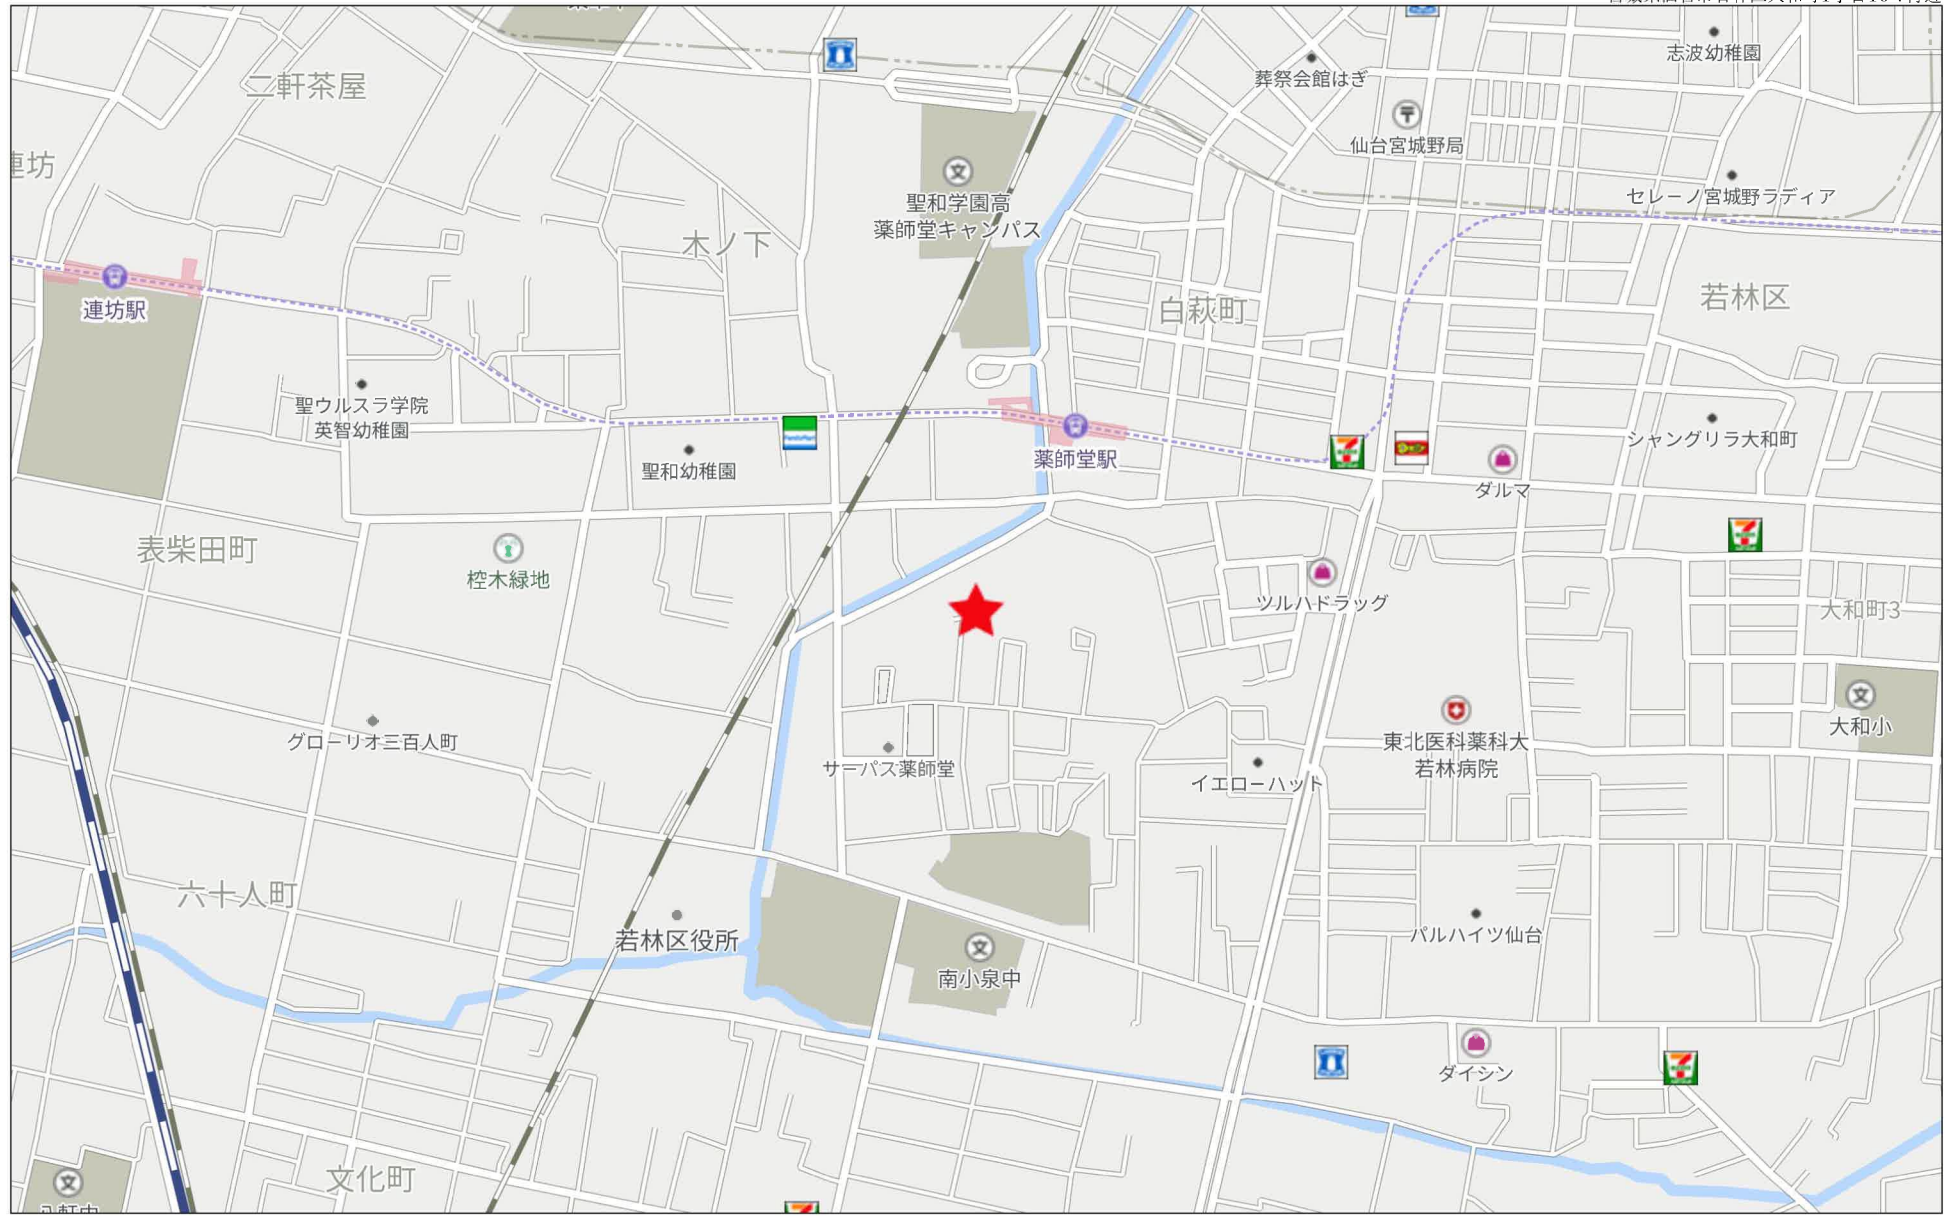 志波幼稚園
葬祭会館はぎ
二軒茶屋
仙台宮城野局
連坊
聖和学園高
薬師堂キャンパス
セレーノ宮城野ラディア
木ノ下
連坊駅
白萩町
若林区
聖ウルスラ学院
英智幼稚園
FamilyMart
聖和幼稚園
薬師堂駅
シャングリラ大和町
ダルマ
表柴田町
椌木緑地
ツルハドラッグ
大和町3
大和小
グローリオ三百人町
サーパス薬師堂
イエローハット
東北医科薬科大
若林病院
六十人町
若林区役所
南小泉中
パルハイツ仙台
ダイシン
文化町